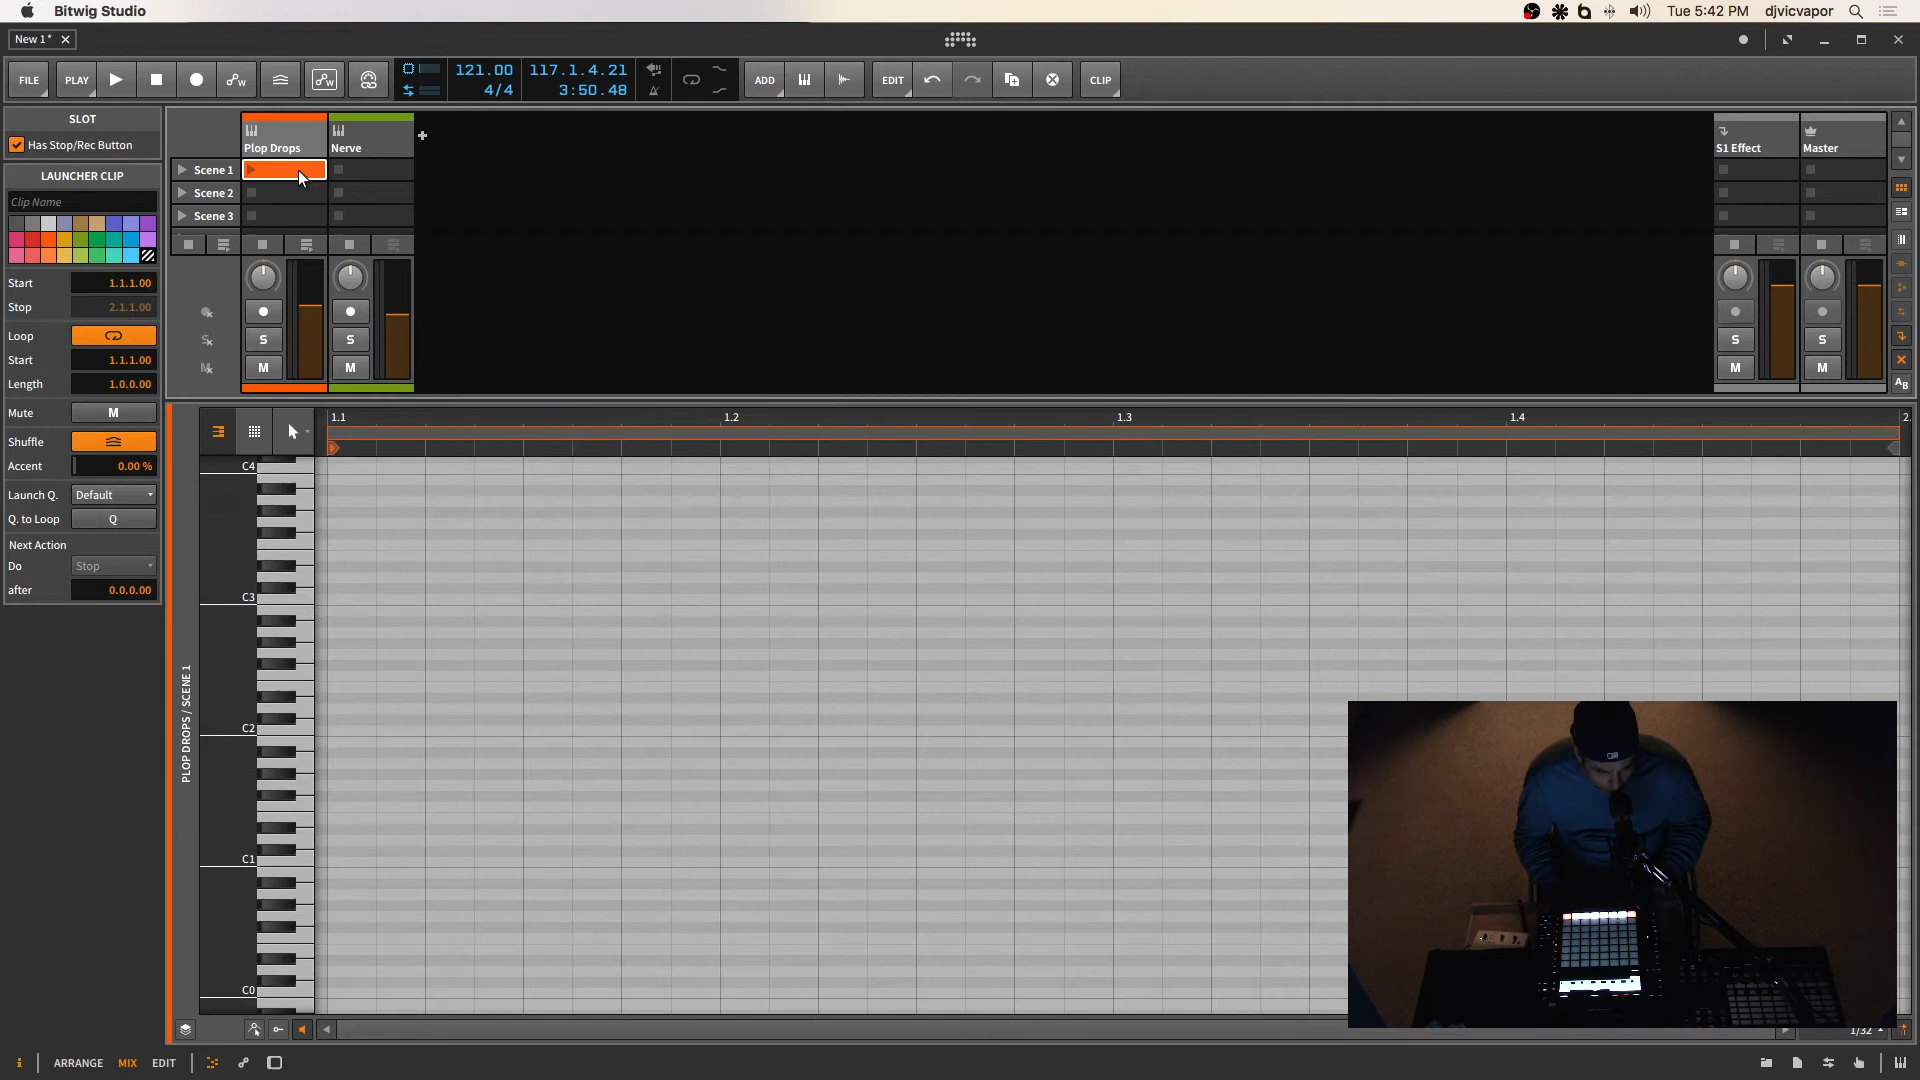 Bitwig Studio
Tue 5:42 PM djvicvapor
New 1*
FILE PLAY 121.00 117.1.4.21 ADD EDIT CLIP
4/4 3:50.48
SLOT
Has Stop/Rec Button
Plop Drops Nerve S1 Effect Master
Scene 1
Scene 2
Scene 3
LAUNCHER CLIP
Clip Name
Start 1.1.1.00
Stop 2.1.1.00
Loop
Start 1.1.1.00
Length 1.0.0.00
Mute M
Shuffle
Accent 0.00 %
Launch Q. Default
Q. to Loop Q
Next Action
Do Stop
after 0.0.0.00
S S S S
M M M M
AB
1.1 1.2 1.3 1.4 2.
C4
C3
C2
C1
C0
PLOP DROPS / SCENE 1
1/32
i ARRANGE MIX EDIT